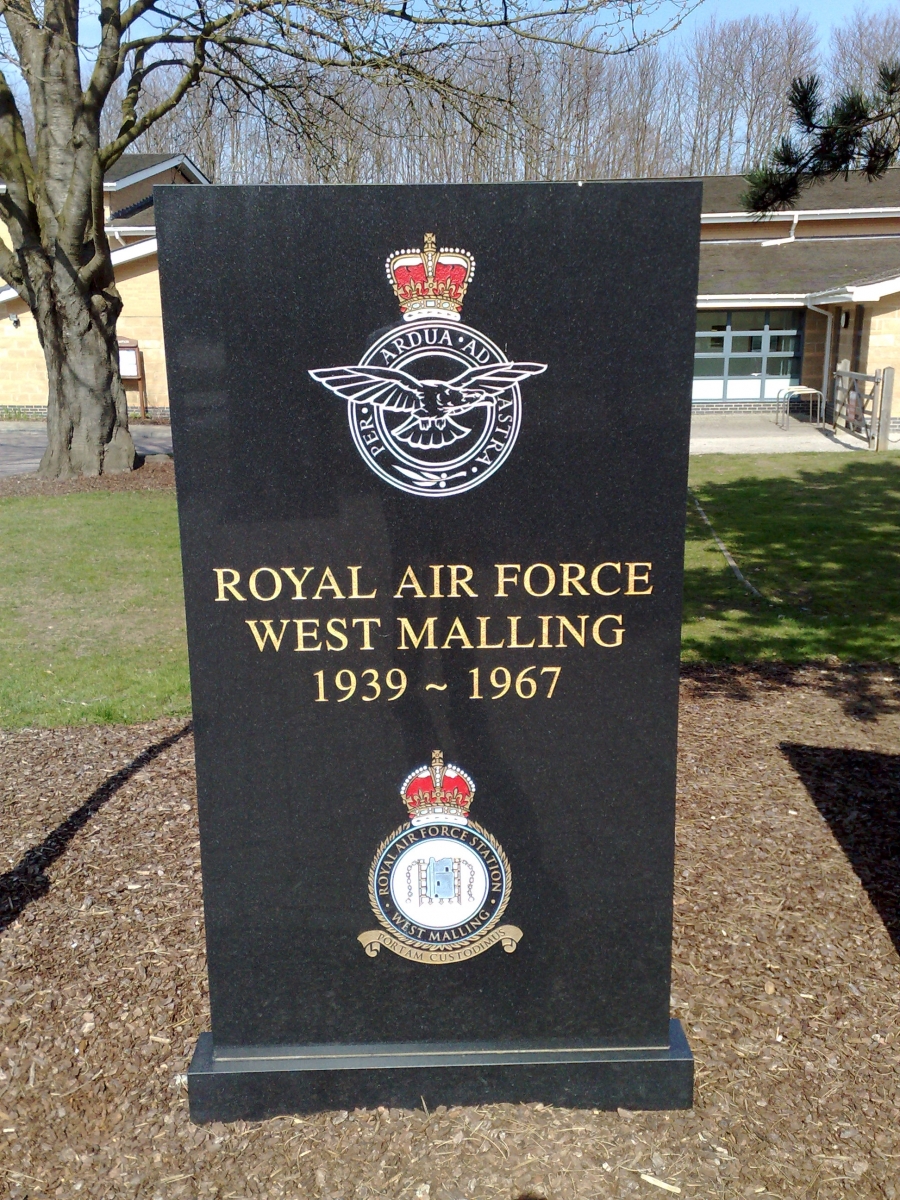 PER · ARDUA · AD ASTRA ·
ROYAL AIR FORCE
WEST MALLING
1939 ~ 1967
· ROYAL AIR FORCE STATION ·
WEST MALLING
PORTAM CUSTODIMUS